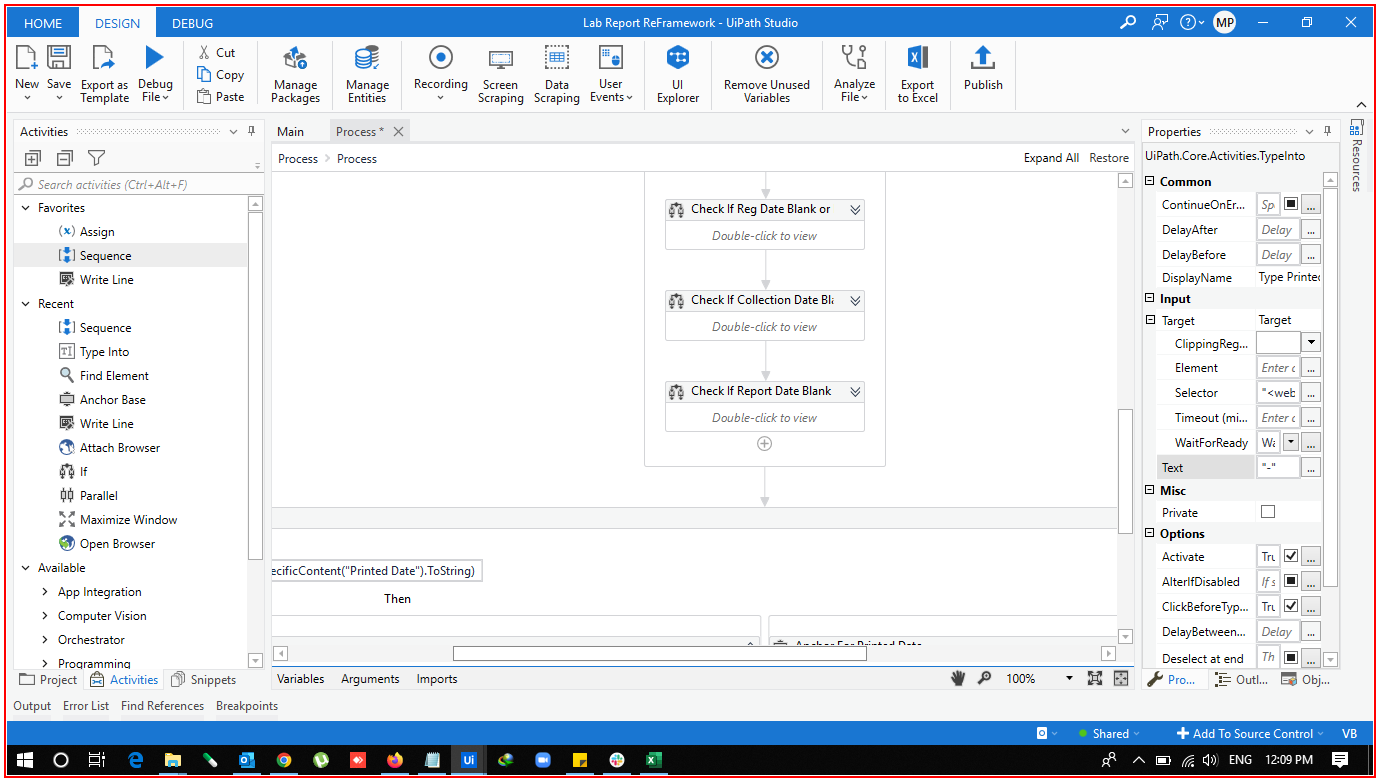 HOME DESIGN DEBUG Lab Report ReFramework - UiPath Studio MP
New Save Export as Template Debug File Cut Copy Paste Manage Packages Manage Entities Recording Screen Scraping Data Scraping User Events UI Explorer Remove Unused Variables Analyze File Export to Excel Publish
Activities
Search activities (Ctrl+Alt+F)
Favorites
(x) Assign
Sequence
Write Line
Recent
Sequence
Type Into
Find Element
Anchor Base
Write Line
Attach Browser
If
Parallel
Maximize Window
Open Browser
Available
App Integration
Computer Vision
Orchestrator
Programming
Project Activities Snippets
Main Process *
Process > Process Expand All Restore
Check If Reg Date Blank or
Double-click to view
Check If Collection Date Bla
Double-click to view
Check If Report Date Blank
Double-click to view
ecificContent("Printed Date").ToString)
Then
Anchor For Printed Date
Variables Arguments Imports 100%
Properties
Resources
UiPath.Core.Activities.TypeInto
Common
ContinueOnEr... Sp ...
DelayAfter Delay ...
DelayBefore Delay ...
DisplayName Type Printed
Input
Target Target
ClippingReg...
Element Enter a ...
Selector "<web ...
Timeout (mi... Enter a ...
WaitForReady Wa ...
Text "-" ...
Misc
Private
Options
Activate Tru ...
AlterIfDisabled If s ...
ClickBeforeTyp... Tru ...
DelayBetween... Delay ...
Deselect at end Th ...
Pro... Outl... Obj...
Output Error List Find References Breakpoints
Shared Add To Source Control VB
Ui ENG 12:09 PM